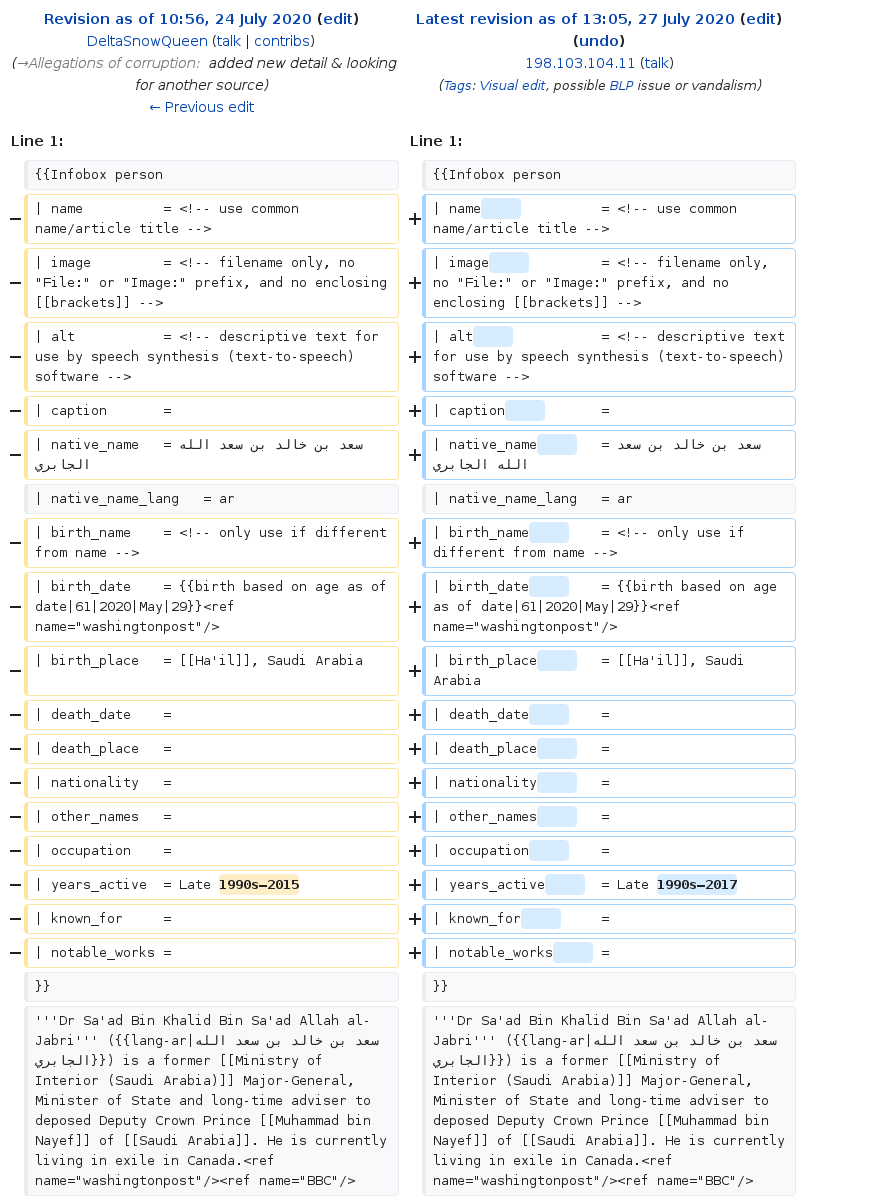 Revision as of 10:56, 24 July 2020 (edit)
DeltaSnowQueen (talk | contribs)
(→Allegations of corruption: added new detail & looking
for another source)
← Previous edit
Latest revision as of 13:05, 27 July 2020 (edit)
(undo)
198.103.104.11 (talk)
(Tags: Visual edit, possible BLP issue or vandalism)
Line 1:
Line 1:
{{Infobox person
{{Infobox person
− | name = <!-- use common
name/article title -->
+ | name = <!-- use common
name/article title -->
− | image = <!-- filename only, no
"File:" or "Image:" prefix, and no enclosing
[[brackets]] -->
+ | image = <!-- filename only,
no "File:" or "Image:" prefix, and no
enclosing [[brackets]] -->
− | alt = <!-- descriptive text for
use by speech synthesis (text-to-speech)
software -->
+ | alt = <!-- descriptive text
for use by speech synthesis (text-to-speech)
software -->
− | caption =
+ | caption =
− | native_name = سعد بن خالد بن سعد الله
الجابري
+ | native_name = سعد بن خالد بن سعد
الله الجابري
| native_name_lang = ar
| native_name_lang = ar
− | birth_name = <!-- only use if different
from name -->
+ | birth_name = <!-- only use if
different from name -->
− | birth_date = {{birth based on age as of
date|61|2020|May|29}}<ref
name="washingtonpost"/>
+ | birth_date = {{birth based on age
as of date|61|2020|May|29}}<ref
name="washingtonpost"/>
− | birth_place = [[Ha'il]], Saudi Arabia
+ | birth_place = [[Ha'il]], Saudi
Arabia
− | death_date =
+ | death_date =
− | death_place =
+ | death_place =
− | nationality =
+ | nationality =
− | other_names =
+ | other_names =
− | occupation =
+ | occupation =
− | years_active = Late 1990s–2015
+ | years_active = Late 1990s–2017
− | known_for =
+ | known_for =
− | notable_works =
+ | notable_works =
}}
}}
'''Dr Sa'ad Bin Khalid Bin Sa'ad Allah al-
Jabri''' ({{lang-ar|سعد بن خالد بن سعد الله
الجابري}}) is a former [[Ministry of
Interior (Saudi Arabia)]] Major-General,
Minister of State and long-time adviser to
deposed Deputy Crown Prince [[Muhammad bin
Nayef]] of [[Saudi Arabia]]. He is currently
living in exile in Canada.<ref
name="washingtonpost"/><ref name="BBC"/>
'''Dr Sa'ad Bin Khalid Bin Sa'ad Allah al-
Jabri''' ({{lang-ar|سعد بن خالد بن سعد الله
الجابري}}) is a former [[Ministry of
Interior (Saudi Arabia)]] Major-General,
Minister of State and long-time adviser to
deposed Deputy Crown Prince [[Muhammad bin
Nayef]] of [[Saudi Arabia]]. He is currently
living in exile in Canada.<ref
name="washingtonpost"/><ref name="BBC"/>